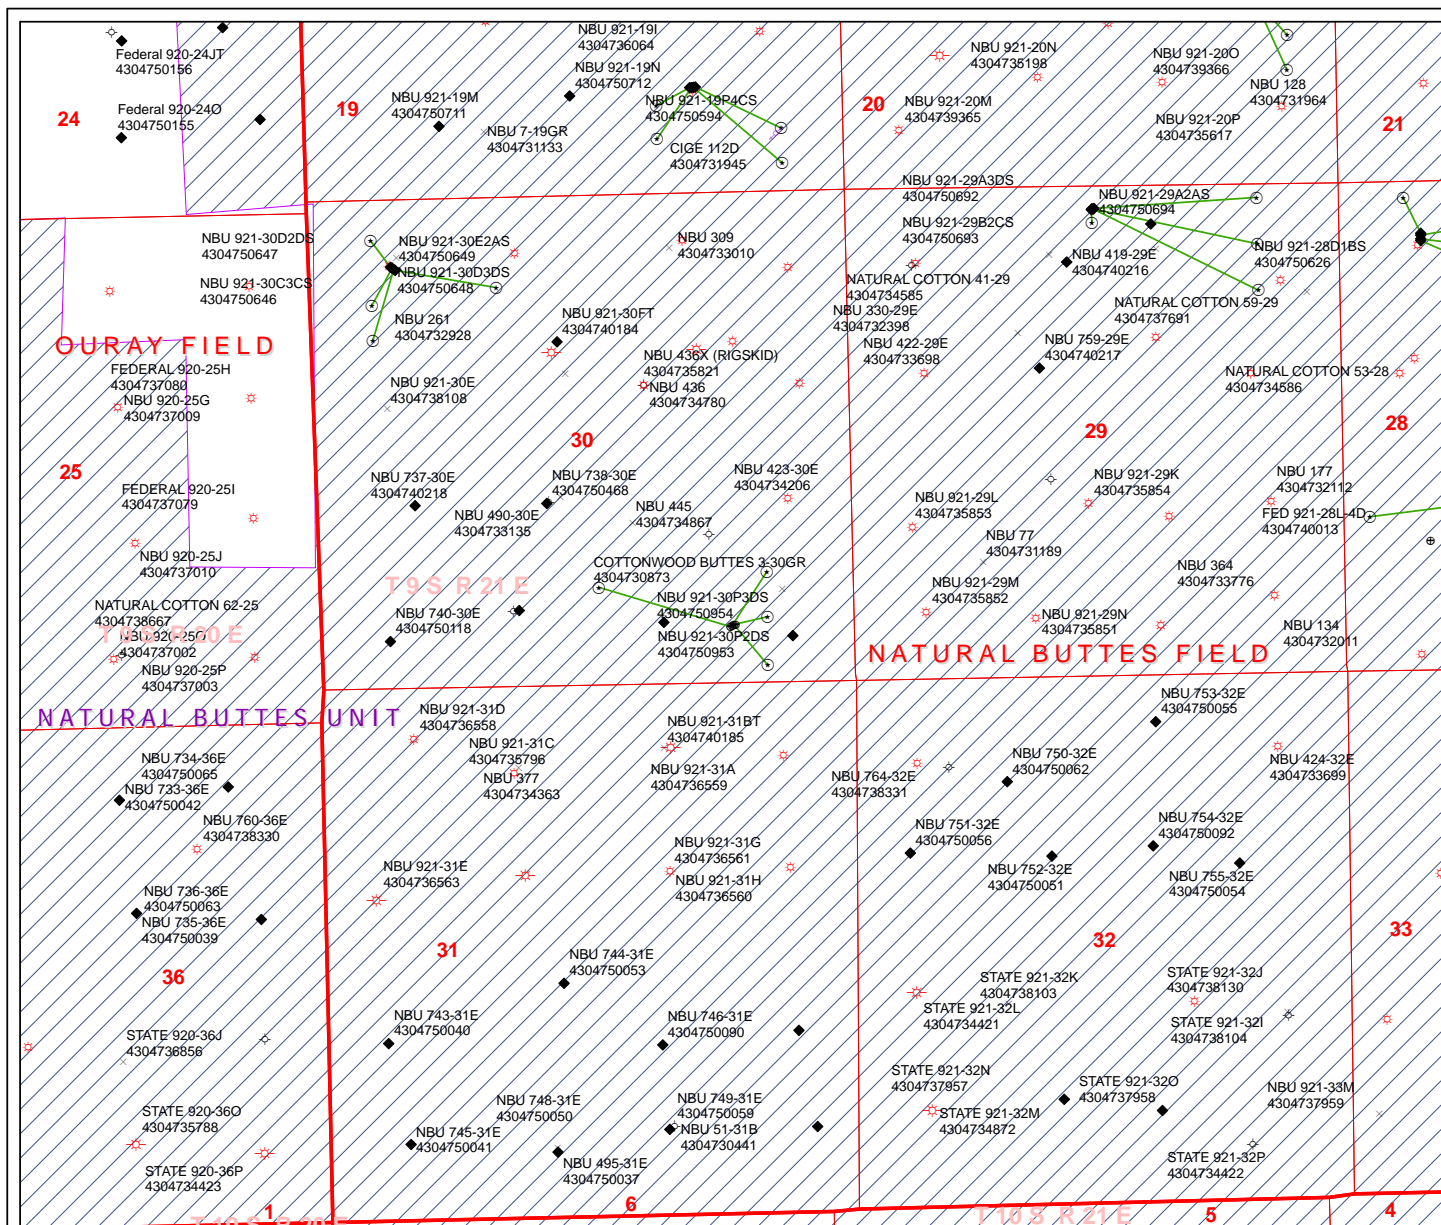 NBU 921-19I
4304736064
Federal 920-24JT
4304750156
NBU 921-19N
4304750712
NBU 921-20N
4304735198
NBU 921-20O
4304739366
NBU 128
4304731964
Federal 920-24O
4304750155
24
19
NBU 921-19M
4304750711
NBU 7-19GR
4304731133
NBU 921-19P4CS
4304750594
CIGE 112D
4304731945
20
NBU 921-20M
4304739365
NBU 921-20P
4304735617
21
NBU 921-29A3DS
4304750692
NBU 921-29A2AS
4304750694
NBU 921-29B2CS
4304750693
NBU 921-30D2DS
4304750647
NBU 921-30E2AS
4304750649
NBU 921-30D3DS
4304750648
NBU 309
4304733010
NBU 419-29E
4304740216
NBU 921-28D1BS
4304750626
NBU 921-30C3CS
4304750646
NATURAL COTTON 41-29
4304734585
NATURAL COTTON 59-29
4304737691
NBU 261
4304732928
NBU 921-30FT
4304740184
NBU 330-29E
4304732398
NBU 422-29E
4304733698
NBU 759-29E
4304740217
OURAY FIELD
NBU 436X (RIGSKID)
4304735821
NBU 436
4304734780
FEDERAL 920-25H
4304737080
NBU 920-25G
4304737009
NBU 921-30E
4304738108
NATURAL COTTON 53-28
4304734586
30
29
28
25
NBU 737-30E
4304740218
NBU 738-30E
4304750468
NBU 423-30E
4304734206
NBU 921-29K
4304735854
NBU 177
4304732112
FEDERAL 920-25I
4304737079
NBU 490-30E
4304733135
NBU 445
4304734867
NBU 921-29L
4304735853
FED 921-28L-4D
4304740013
NBU 920-25J
4304737010
NBU 77
4304731189
COTTONWOOD BUTTES 3-30GR
4304730873
NBU 364
4304733776
T 9 S R 21 E
NBU 921-29M
4304735852
NATURAL COTTON 62-25
4304738667
NBU 921-30P3DS
4304750954
NBU 740-30E
4304750118
NBU 921-29N
4304735851
NBU 134
4304732011
T 9 S R 20 E
NBU 920-25O
4304737002
NBU 921-30P2DS
4304750953
NBU 920-25P
4304737003
NATURAL BUTTES FIELD
NATURAL BUTTES UNIT
NBU 921-31D
4304736558
NBU 921-31BT
4304740185
NBU 753-32E
4304750055
NBU 921-31C
4304735796
NBU 377
4304734363
NBU 734-36E
4304750065
NBU 733-36E
4304750042
NBU 921-31A
4304736559
NBU 764-32E
4304738331
NBU 750-32E
4304750062
NBU 424-32E
4304733699
NBU 760-36E
4304738330
NBU 751-32E
4304750056
NBU 754-32E
4304750092
NBU 921-31E
4304736563
NBU 921-31G
4304736561
NBU 921-31H
4304736560
NBU 752-32E
4304750051
NBU 755-32E
4304750054
NBU 736-36E
4304750063
NBU 735-36E
4304750039
31
32
33
36
NBU 744-31E
4304750053
STATE 921-32K
4304738103
STATE 921-32J
4304738130
STATE 921-32L
4304734421
STATE 921-32I
4304738104
NBU 743-31E
4304750040
NBU 746-31E
4304750090
STATE 920-36J
4304736856
STATE 921-32N
4304737957
STATE 921-32O
4304737958
NBU 921-33M
4304737959
NBU 748-31E
4304750050
NBU 749-31E
4304750059
NBU 51-31B
4304730441
STATE 921-32M
4304734872
STATE 920-36O
4304735788
NBU 745-31E
4304750041
NBU 495-31E
4304750037
STATE 921-32P
4304734422
STATE 920-36P
4304734423
1
6
5
4
T 10 S R 20 E
T 10 S R 21 E